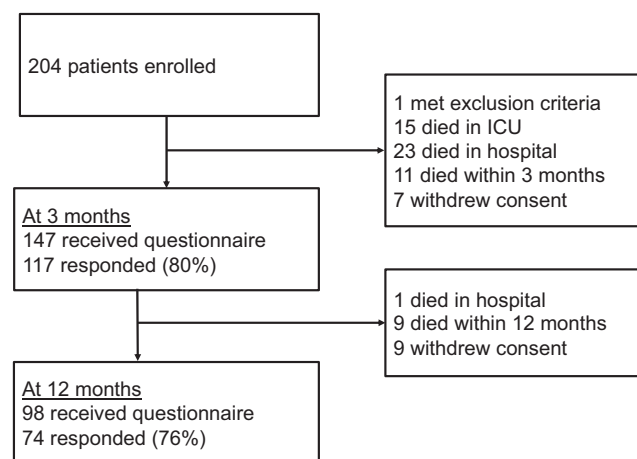 204 patients enrolled
1 met exclusion criteria
15 died in ICU
23 died in hospital
11 died within 3 months
7 withdrew consent
At 3 months
147 received questionnaire
117 responded (80%)
1 died in hospital
9 died within 12 months
9 withdrew consent
At 12 months
98 received questionnaire
74 responded (76%)